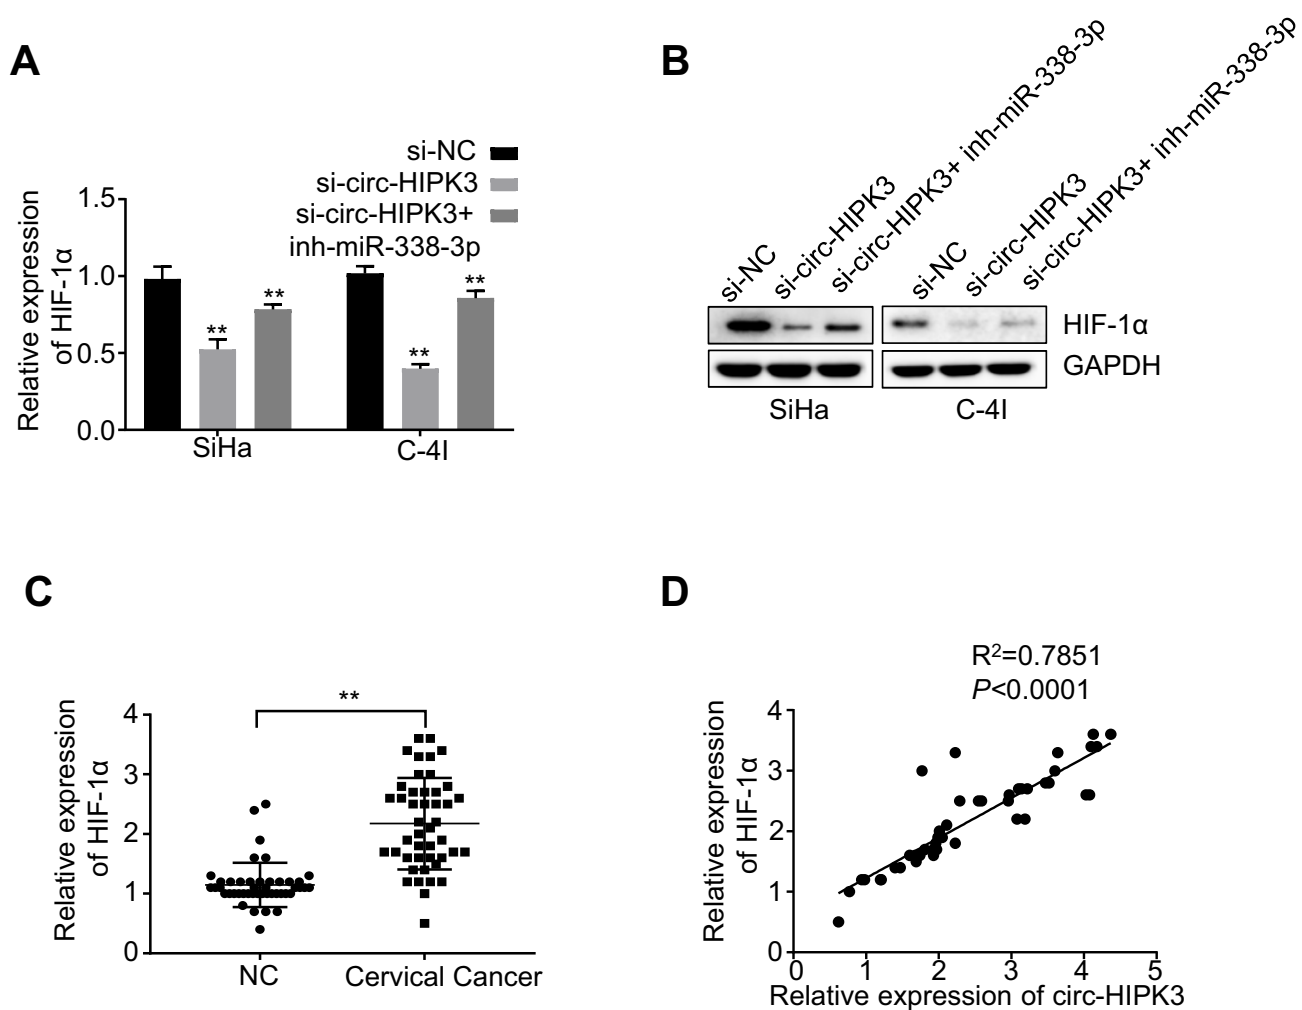 A
si-NC
si-circ-HIPK3
si-circ-HIPK3+
inh-miR-338-3p
Relative expression
of HIF-1α
1.5
1.0
0.5
0.0
**
**
**
**
SiHa
C-4I
B
si-NC
si-circ-HIPK3
si-circ-HIPK3+ inh-miR-338-3p
si-NC
si-circ-HIPK3
si-circ-HIPK3+ inh-miR-338-3p
HIF-1α
GAPDH
SiHa
C-4I
C
Relative expression
of HIF-1α
4
3
2
1
0
**
NC
Cervical Cancer
D
R²=0.7851
P<0.0001
Relative expression
of HIF-1α
4
3
2
1
0
0 1 2 3 4 5
Relative expression of circ-HIPK3